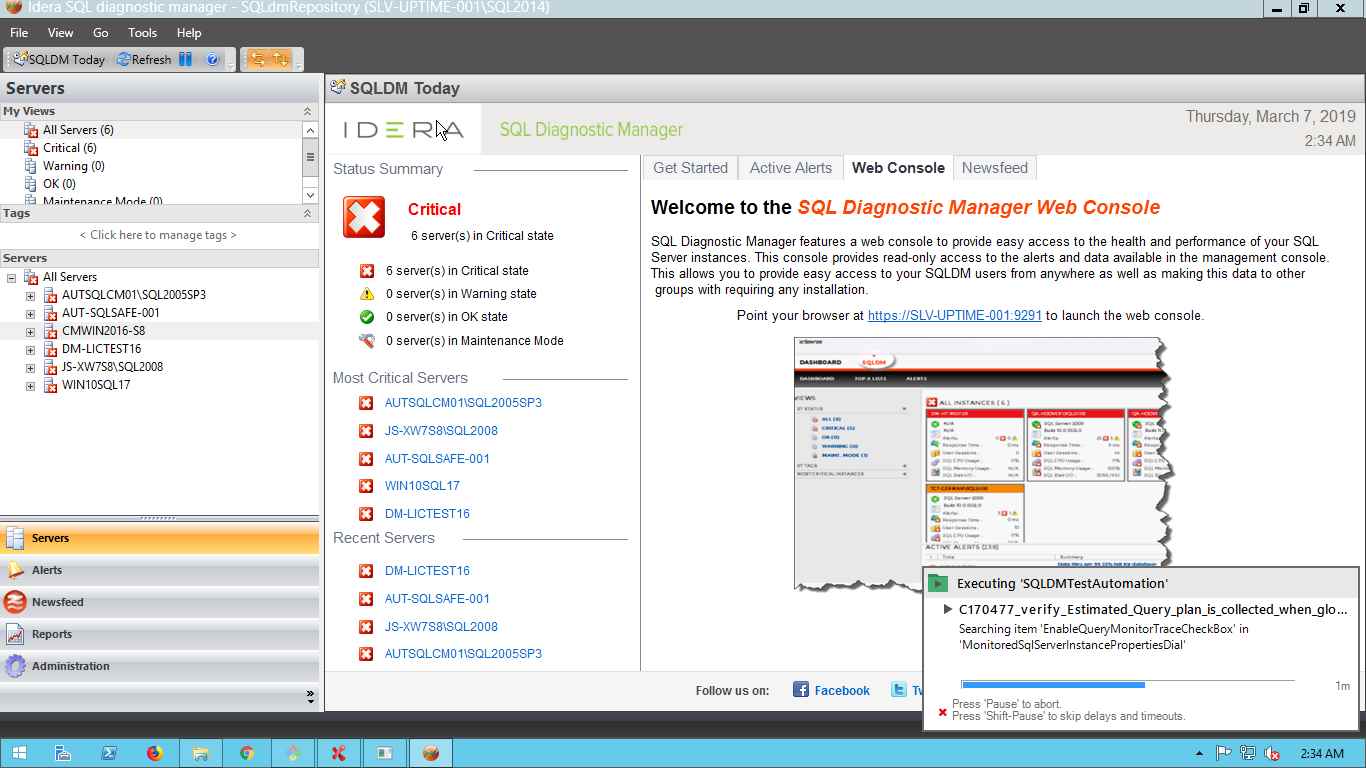 Idera SQL diagnostic manager - SQLdmRepository (SLV-UPTIME-001\SQL2014)
File View Go Tools Help
SQLDM Today Refresh
Servers
My Views
All Servers (6)
Critical (6)
Warning (0)
OK (0)
Maintenance Mode (0)
Tags
< Click here to manage tags >
Servers
All Servers
AUTSQLCM01\SQL2005SP3
AUT-SQLSAFE-001
CMWIN2016-S8
DM-LICTEST16
JS-XW7S8\SQL2008
WIN10SQL17
Servers
Alerts
Newsfeed
Reports
Administration
SQLDM Today
IDERA SQL Diagnostic Manager
Thursday, March 7, 2019
2:34 AM
Status Summary
Critical
6 server(s) in Critical state
6 server(s) in Critical state
0 server(s) in Warning state
0 server(s) in OK state
0 server(s) in Maintenance Mode
Most Critical Servers
AUTSQLCM01\SQL2005SP3
JS-XW7S8\SQL2008
AUT-SQLSAFE-001
WIN10SQL17
DM-LICTEST16
Recent Servers
DM-LICTEST16
AUT-SQLSAFE-001
JS-XW7S8\SQL2008
AUTSQLCM01\SQL2005SP3
Get Started Active Alerts Web Console Newsfeed
Welcome to the SQL Diagnostic Manager Web Console
SQL Diagnostic Manager features a web console to provide easy access to the health and performance of your SQL
Server instances. This console provides read-only access to the alerts and data available in the management console.
This allows you to provide easy access to your SQLDM users from anywhere as well as making this data to other
groups with requiring any installation.
Point your browser at https://SLV-UPTIME-001:9291 to launch the web console.
DASHBOARD SQLDM
DASHBOARD TOP X LISTS ALERTS
ALL INSTANCES ( 6 )
ACTIVE ALERTS (238)
Time Summary
Follow us on: Facebook Tw
Executing 'SQLDMTestAutomation'
C170477_verify_Estimated_Query_plan_is_collected_when_glo...
Searching item 'EnableQueryMonitorTraceCheckBox' in
'MonitoredSqlServerInstancePropertiesDial'
1m
Press 'Pause' to abort.
Press 'Shift-Pause' to skip delays and timeouts.
2:34 AM